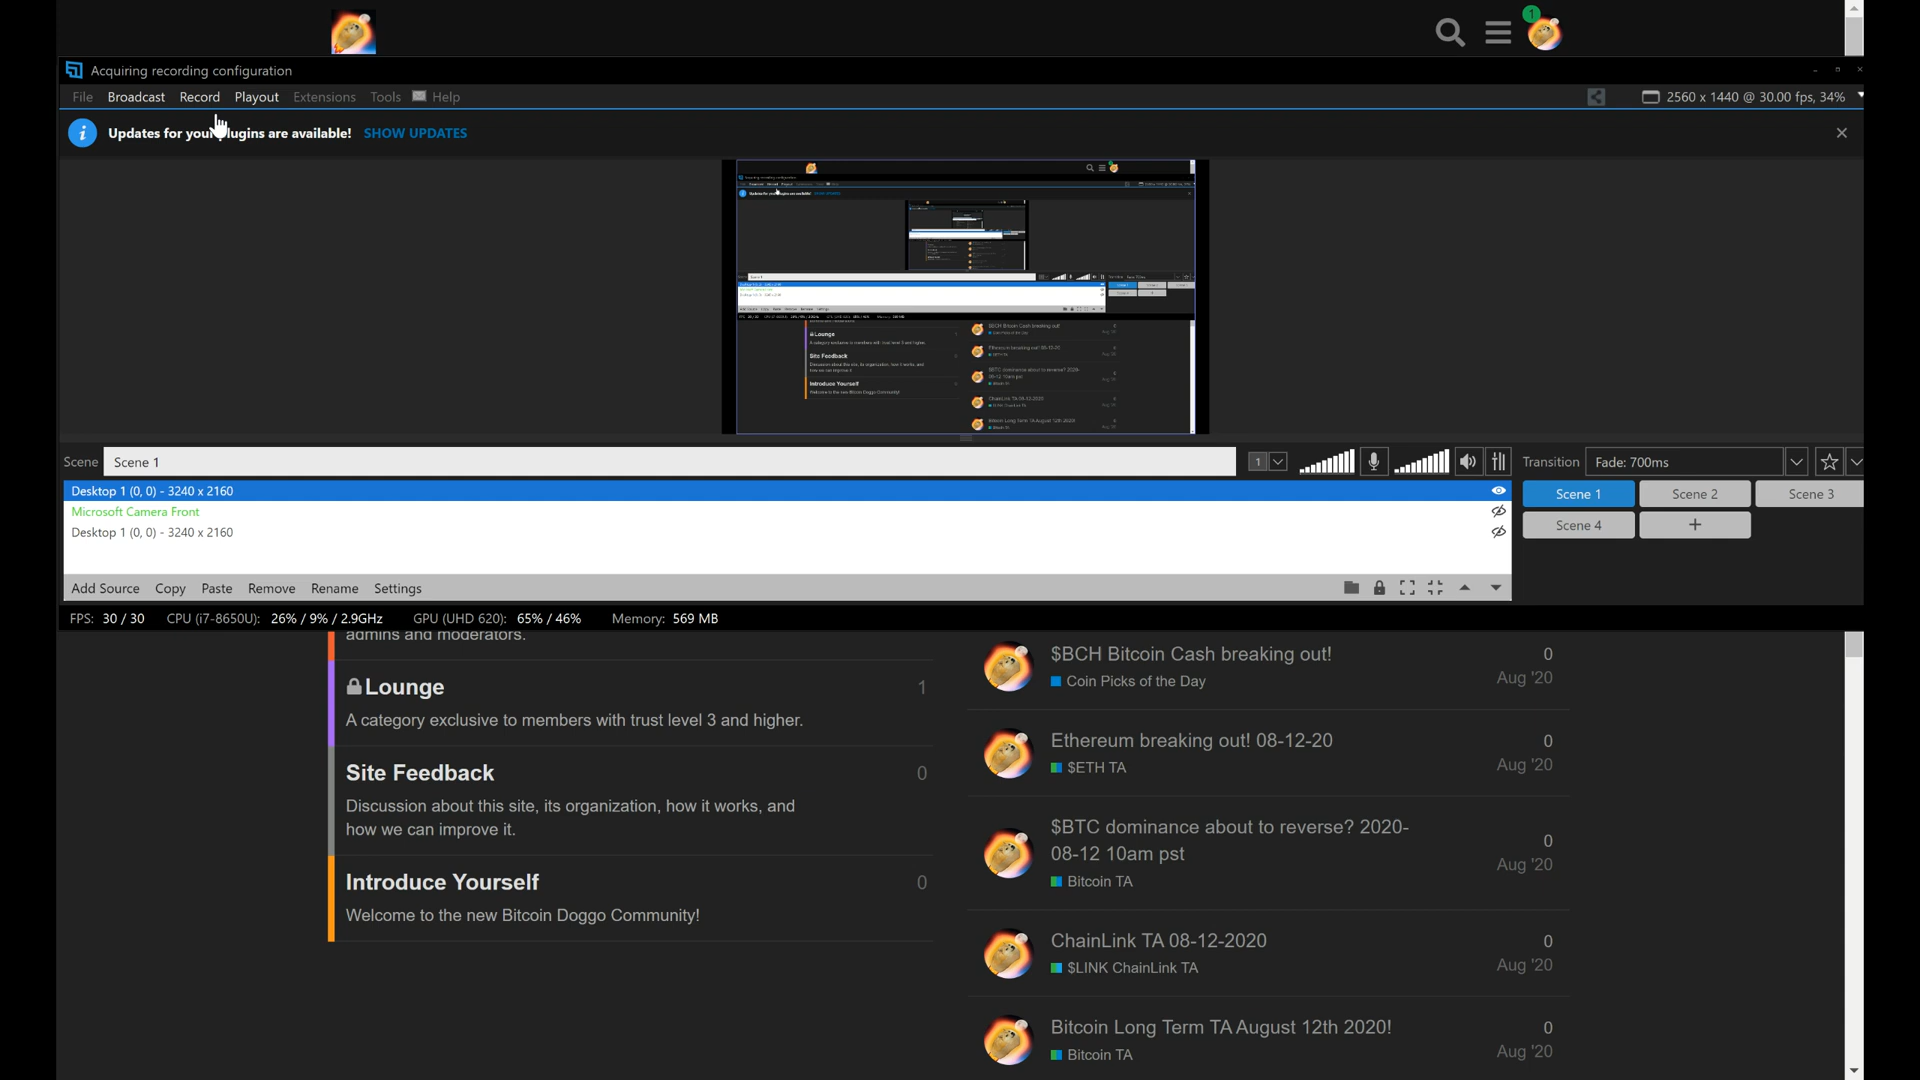 1
Acquiring recording configuration
File Broadcast Record Playout Extensions Tools Help
2560 x 1440 @ 30.00 fps, 34%
Updates for your plugins are available! SHOW UPDATES
Scene Scene 1
1
Transition Fade: 700ms
Desktop 1 (0, 0) - 3240 x 2160
Microsoft Camera Front
Desktop 1 (0, 0) - 3240 x 2160
Scene 1 Scene 2 Scene 3
Scene 4 +
Add Source Copy Paste Remove Rename Settings
FPS: 30 / 30 CPU (i7-8650U): 26% / 9% / 2.9GHz GPU (UHD 620): 65% / 46% Memory: 569 MB
admins and moderators.
Lounge 1
A category exclusive to members with trust level 3 and higher.
Site Feedback 0
Discussion about this site, its organization, how it works, and
how we can improve it.
Introduce Yourself 0
Welcome to the new Bitcoin Doggo Community!
$BCH Bitcoin Cash breaking out! 0
Coin Picks of the Day Aug '20
Ethereum breaking out! 08-12-20 0
$ETH TA Aug '20
$BTC dominance about to reverse? 2020-
08-12 10am pst 0
Bitcoin TA Aug '20
ChainLink TA 08-12-2020 0
$LINK ChainLink TA Aug '20
Bitcoin Long Term TA August 12th 2020! 0
Bitcoin TA Aug '20